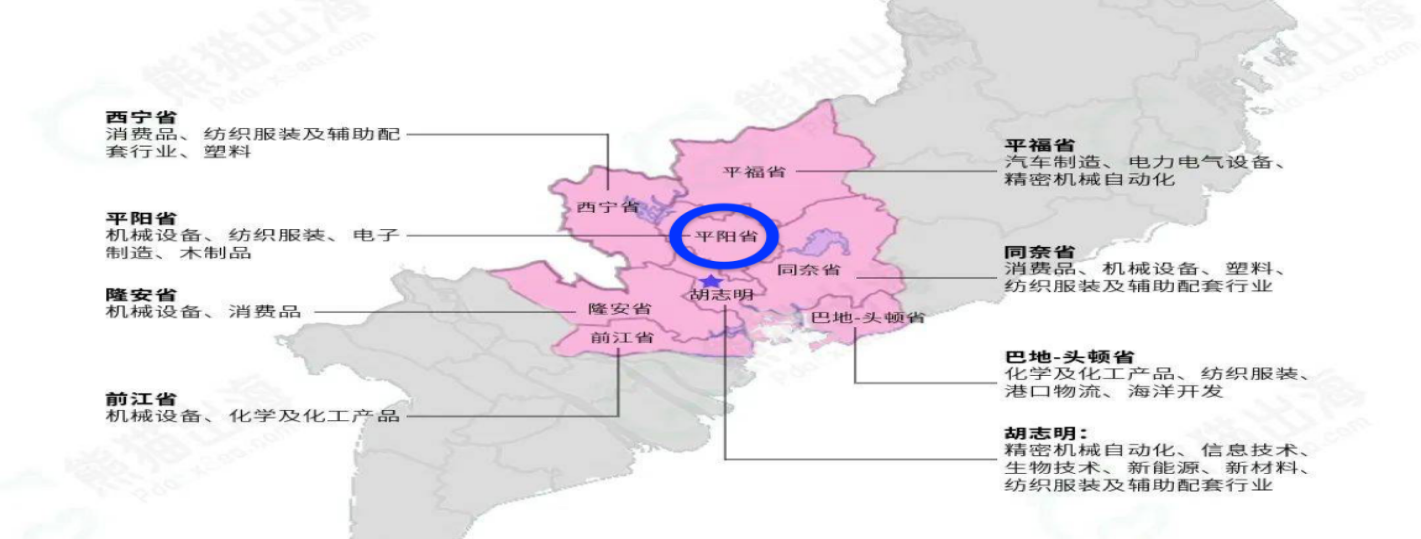 西宁省
消费品、纺织服装及辅助配
套行业、塑料
平阳省
机械设备、纺织服装、电子
制造、木制品
隆安省
机械设备、消费品
前江省
机械设备、化学及化工产品
平福省
西宁省
平阳省
同奈省
胡志明
隆安省
巴地-头顿省
前江省
平福省
汽车制造、电力电气设备、
精密机械自动化
同奈省
消费品、机械设备、塑料、
纺织服装及辅助配套行业
巴地-头顿省
化学及化工产品、纺织服装、
港口物流、海洋开发
胡志明：
精密机械自动化、信息技术、
生物技术、新能源、新材料、
纺织服装及辅助配套行业
熊猫出海